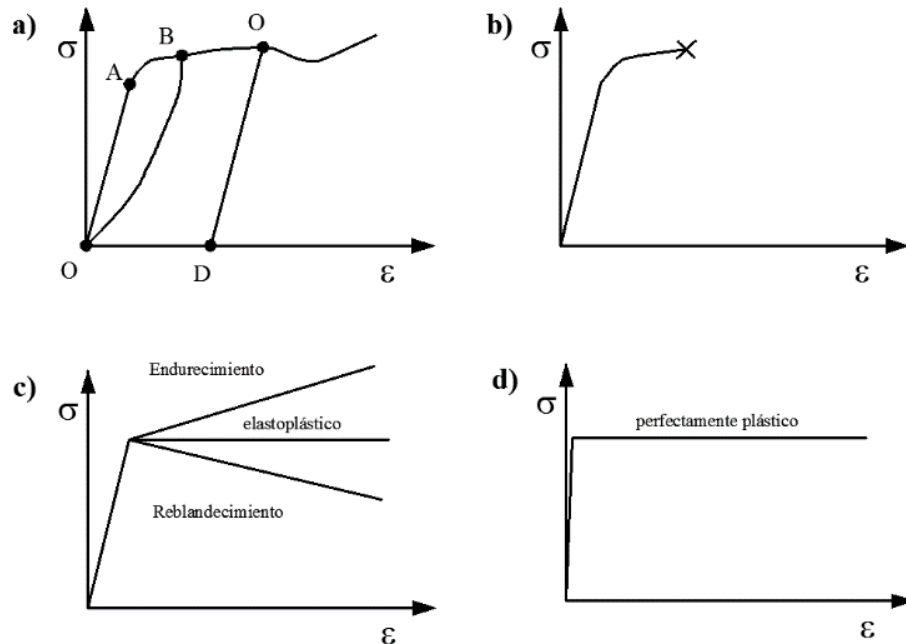 a)
σ
A
B
O
O
D
ε
b)
σ
ε
c)
σ
Endurecimiento
elastoplástico
Reblandecimiento
ε
d)
σ
perfectamente plástico
ε